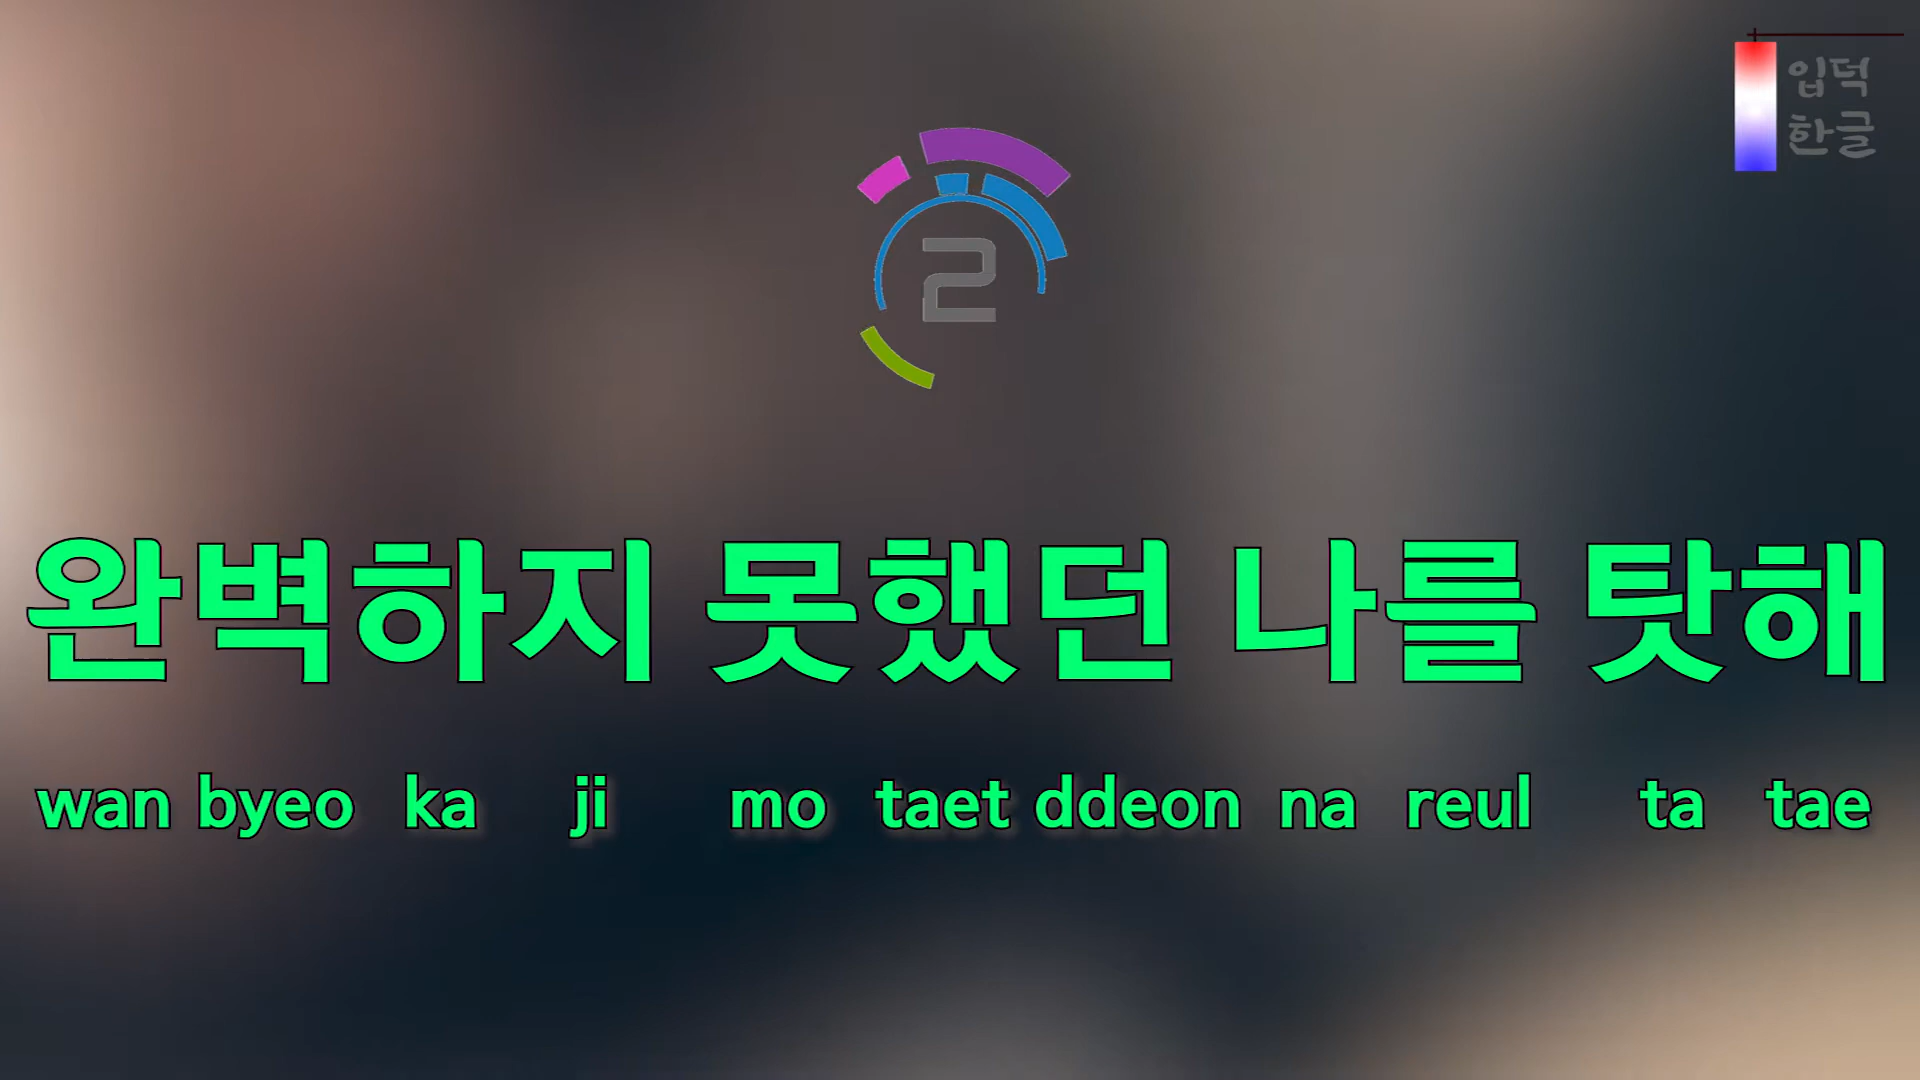 입덕
한글
2
완벽하지 못했던 나를 탓해
wan byeo ka ji mo taet ddeon na reul ta tae